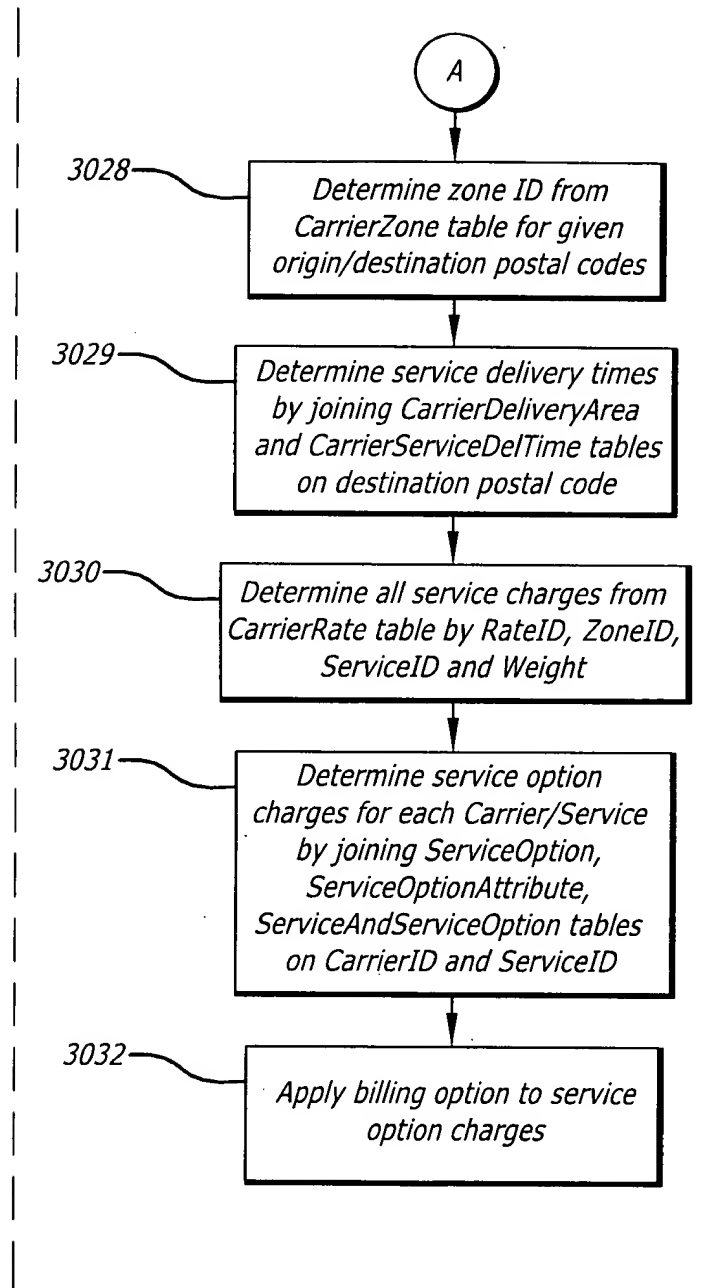 A
3028
Determine zone ID from
CarrierZone table for given
origin/destination postal codes
3029
Determine service delivery times
by joining CarrierDeliveryArea
and CarrierServiceDelTime tables
on destination postal code
3030
Determine all service charges from
CarrierRate table by RateID, ZoneID,
ServiceID and Weight
3031
Determine service option
charges for each Carrier/Service
by joining ServiceOption,
ServiceOptionAttribute,
ServiceAndServiceOption tables
on CarrierID and ServiceID
3032
Apply billing option to service
option charges